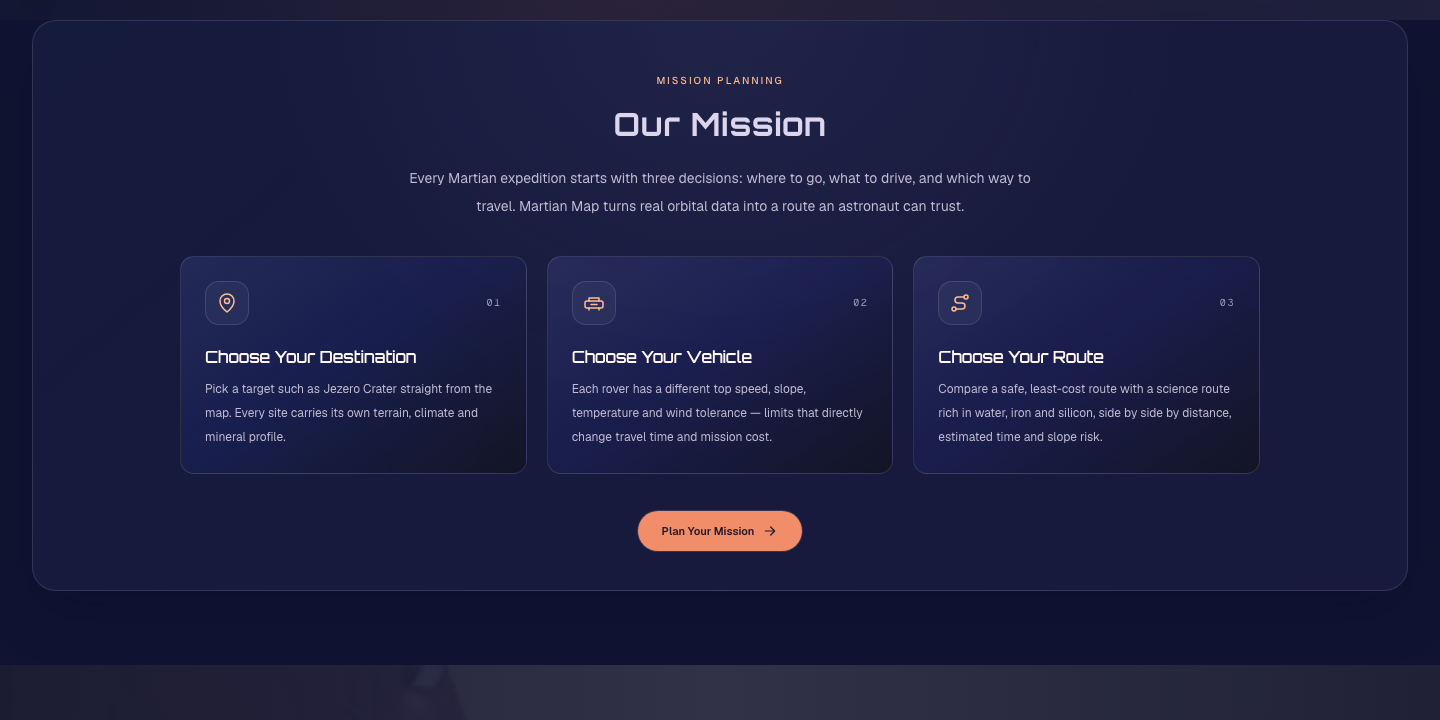 MISSION PLANNING
Our Mission
Every Martian expedition starts with three decisions: where to go, what to drive, and which way to
travel. Martian Map turns real orbital data into a route an astronaut can trust.
01
Choose Your Destination
Pick a target such as Jezero Crater straight from the
map. Every site carries its own terrain, climate and
mineral profile.
02
Choose Your Vehicle
Each rover has a different top speed, slope,
temperature and wind tolerance — limits that directly
change travel time and mission cost.
03
Choose Your Route
Compare a safe, least-cost route with a science route
rich in water, iron and silicon, side by side by distance,
estimated time and slope risk.
Plan Your Mission